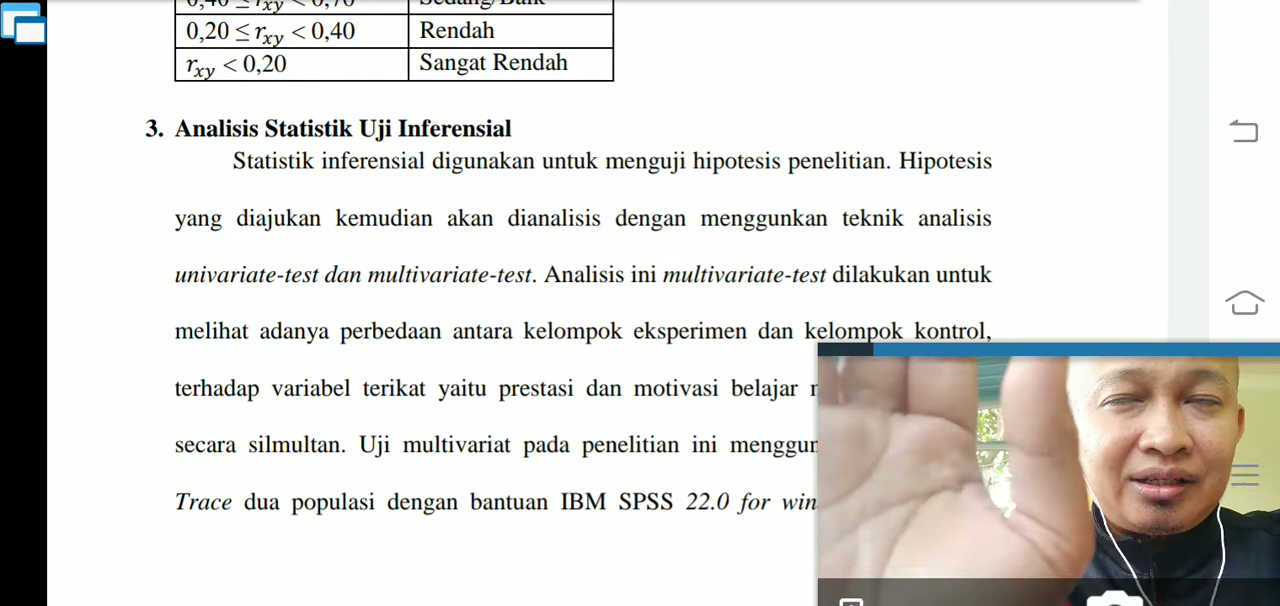 0,20 ≤ rxy < 0,40 Rendah
rxy < 0,20 Sangat Rendah
3. Analisis Statistik Uji Inferensial
Statistik inferensial digunakan untuk menguji hipotesis penelitian. Hipotesis
yang diajukan kemudian akan dianalisis dengan menggunkan teknik analisis
univariate-test dan multivariate-test. Analisis ini multivariate-test dilakukan untuk
melihat adanya perbedaan antara kelompok eksperimen dan kelompok kontrol,
terhadap variabel terikat yaitu prestasi dan motivasi belajar
secara silmultan. Uji multivariat pada penelitian ini
Trace dua populasi dengan bantuan IBM SPSS 22.0 for